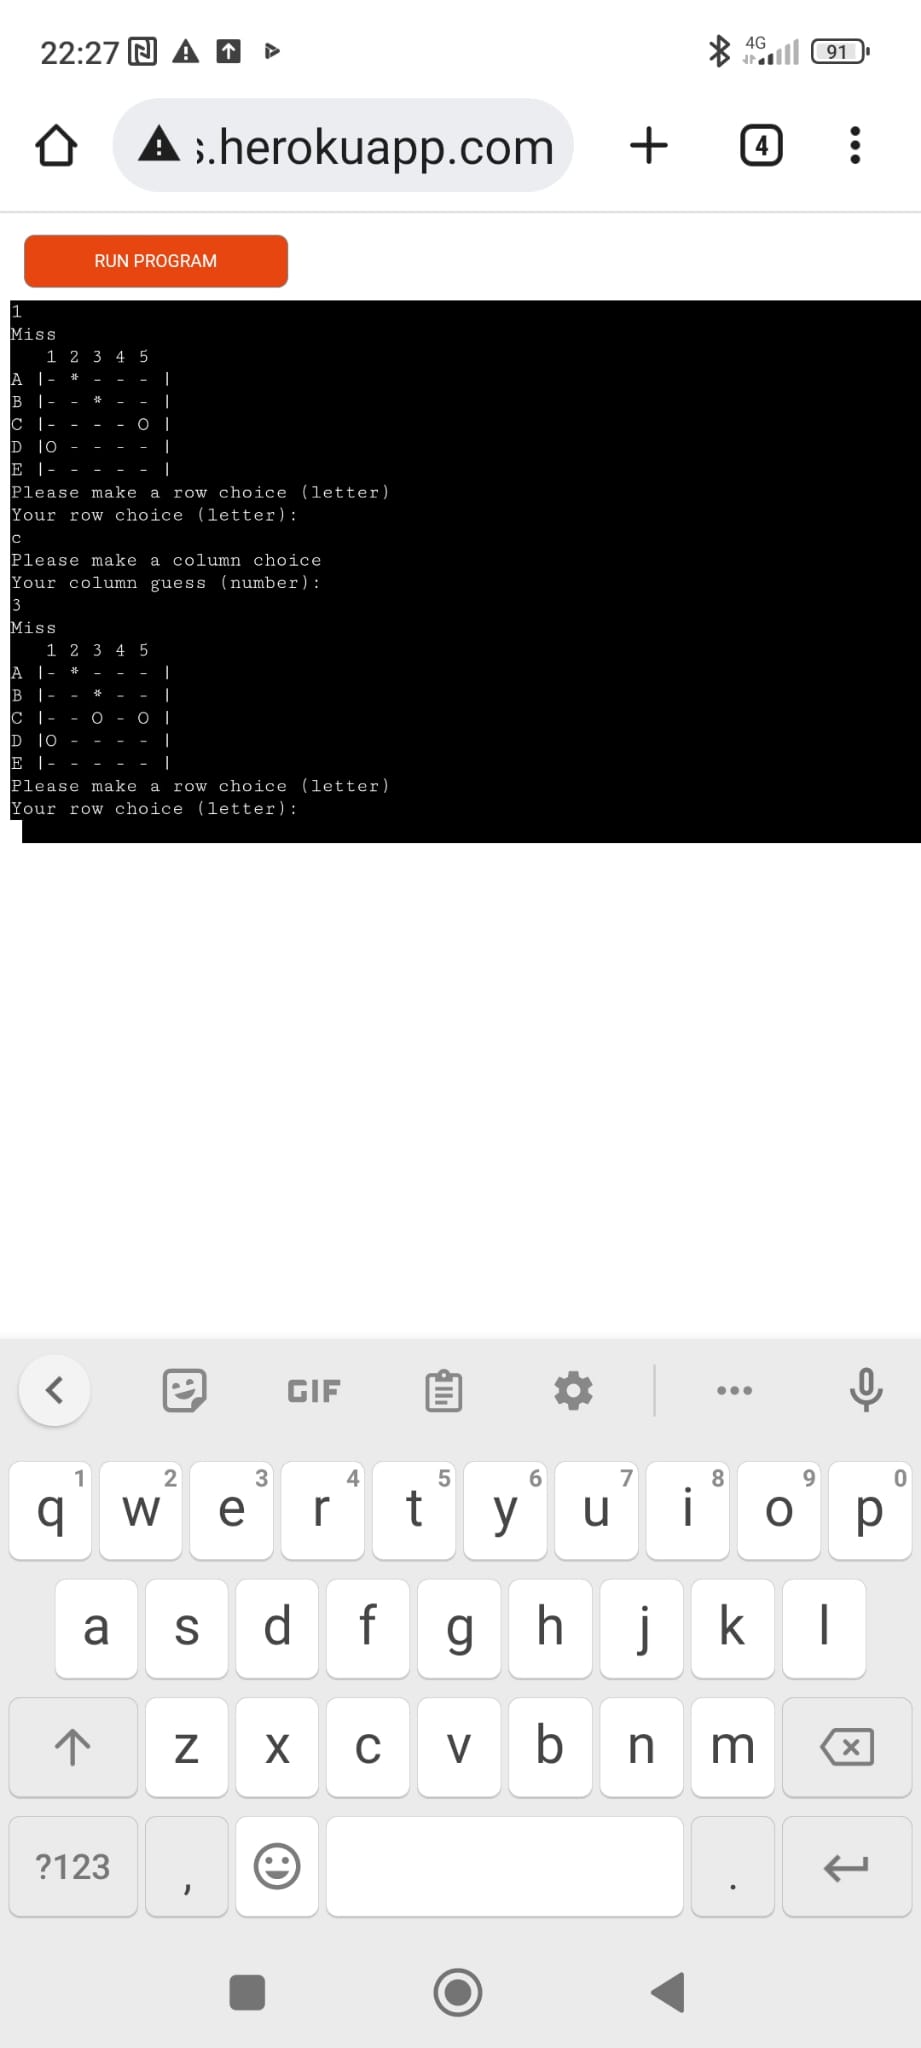 22:27 4G 91
s.herokuapp.com 4
RUN PROGRAM
1
Miss
1 2 3 4 5
A |- * - - - |
B |- - * - - |
C |- - - - O |
D |O - - - - |
E |- - - - - |
Please make a row choice (letter)
Your row choice (letter):
c
Please make a column choice
Your column guess (number):
3
Miss
1 2 3 4 5
A |- * - - - |
B |- - * - - |
C |- - O - O |
D |O - - - - |
E |- - - - - |
Please make a row choice (letter)
Your row choice (letter):
GIF
1 2 3 4 5 6 7 8 9 0
q w e r t y u i o p
a s d f g h j k l
z x c v b n m
?123 , .